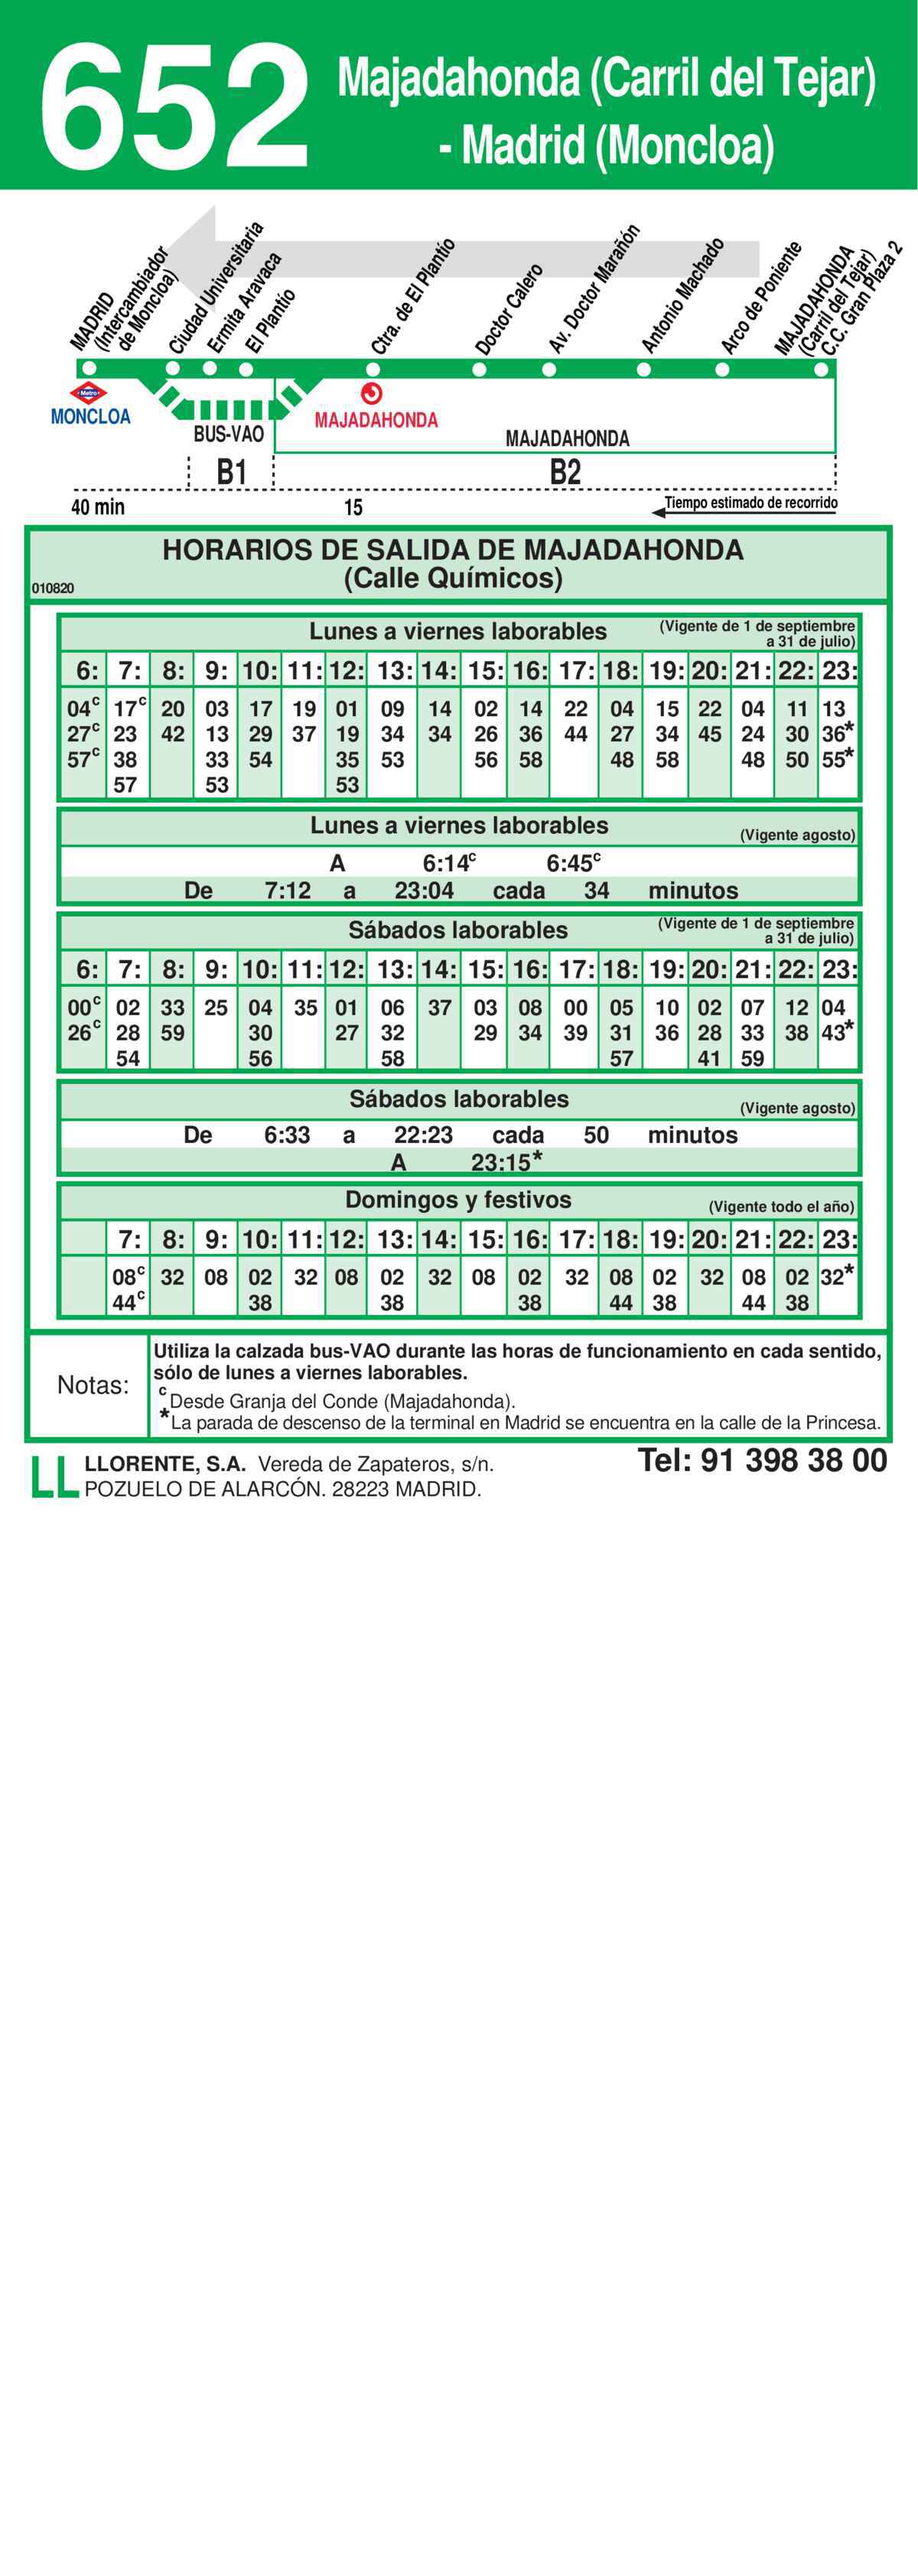 652
Majadahonda (Carril del Tejar)
- Madrid (Moncloa)
MADRID
(Intercambiador
de Moncloa)
Ciudad Universitaria
Ermita Aravaca
El Plantío
Ctra. de El Plantío
Doctor Calero
Av. Doctor Marañón
Antonio Machado
Arco de Poniente
MAJADAHONDA
(Carril del Tejar)
C.C. Gran Plaza 2
Metro
MONCLOA
BUS-VAO
MAJADAHONDA
MAJADAHONDA
B1 B2
40 min 15 Tiempo estimado de recorrido
HORARIOS DE SALIDA DE MAJADAHONDA
(Calle Químicos)
010820
Lunes a viernes laborables (Vigente de 1 de septiembre
a 31 de julio)
6: 7: 8: 9: 10: 11: 12: 13: 14: 15: 16: 17: 18: 19: 20: 21: 22: 23:
04c 17c 20 03 17 19 01 09 14 02 14 22 04 15 22 04 11 13
27c 23 42 13 29 37 19 34 34 26 36 44 27 34 45 24 30 36*
57c 38 33 54 35 53 56 58 48 58 48 50 55*
57 53 53
Lunes a viernes laborables (Vigente agosto)
A 6:14c 6:45c
De 7:12 a 23:04 cada 34 minutos
Sábados laborables (Vigente de 1 de septiembre
a 31 de julio)
6: 7: 8: 9: 10: 11: 12: 13: 14: 15: 16: 17: 18: 19: 20: 21: 22: 23:
00c 02 33 25 04 35 01 06 37 03 08 00 05 10 02 07 12 04
26c 28 59 30 27 32 29 34 39 31 36 28 33 38 43*
54 56 58 57 41 59
Sábados laborables (Vigente agosto)
De 6:33 a 22:23 cada 50 minutos
A 23:15*
Domingos y festivos (Vigente todo el año)
7: 8: 9: 10: 11: 12: 13: 14: 15: 16: 17: 18: 19: 20: 21: 22: 23:
08c 32 08 02 32 08 02 32 08 02 32 08 02 32 08 02 32*
44c 38 38 38 44 38 44 38
Notas:
Utiliza la calzada bus-VAO durante las horas de funcionamiento en cada sentido,
sólo de lunes a viernes laborables.
c Desde Granja del Conde (Majadahonda).
*La parada de descenso de la terminal en Madrid se encuentra en la calle de la Princesa.
LL
LLORENTE, S.A. Vereda de Zapateros, s/n.
POZUELO DE ALARCÓN. 28223 MADRID.
Tel: 91 398 38 00